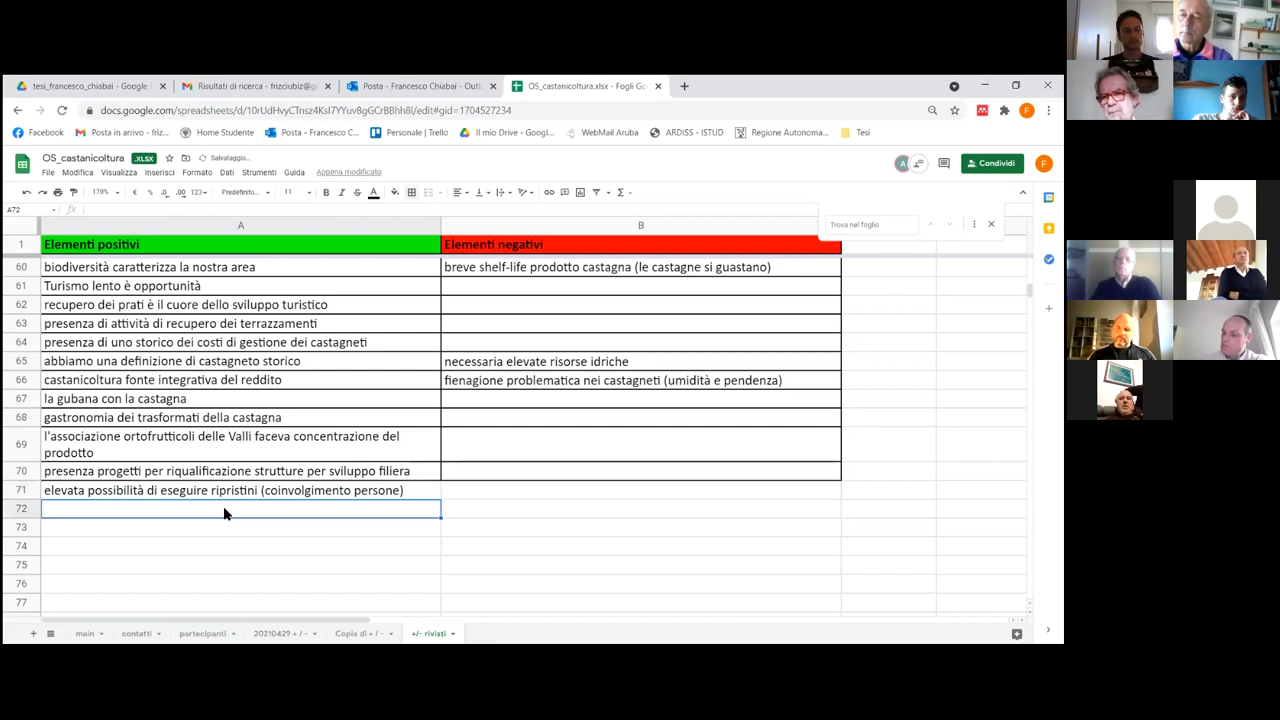 tesi_francesco_chiabai - Google
Risultati di ricerca - frizciubiz@g
Posta - Francesco Chiabai - Outl
OS_castanicoltura.xlsx - Fogli Go
docs.google.com/spreadsheets/d/10rUdHvyCTnsz4KsI7YYuv8gGCrBBhh8l/edit#gid=1704527234
Facebook
Posta in arrivo - friz...
Home Studente
Posta - Francesco C...
Personale | Trello
Il mio Drive - Googl...
WebMail Aruba
ARDISS - ISTUD
Regione Autonoma...
Tesi
OS_castanicoltura .XLSX Salvataggio...
File Modifica Visualizza Inserisci Formato Dati Strumenti Guida Appena modificato
A Condividi F
170% € % .0 .00 123 Predefinito... 11 B I S A
A72 fx
Trova nel foglio
A B
1 Elementi positivi Elementi negativi
60 biodiversità caratterizza la nostra area breve shelf-life prodotto castagna (le castagne si guastano)
61 Turismo lento è opportunità
62 recupero dei prati è il cuore dello sviluppo turistico
63 presenza di attività di recupero dei terrazzamenti
64 presenza di uno storico dei costi di gestione dei castagneti
65 abbiamo una definizione di castagneto storico necessaria elevate risorse idriche
66 castanicoltura fonte integrativa del reddito fienagione problematica nei castagneti (umidità e pendenza)
67 la gubana con la castagna
68 gastronomia dei trasformati della castagna
69 l'associazione ortofrutticoli delle Valli faceva concentrazione del
prodotto
70 presenza progetti per riqualificazione strutture per sviluppo filiera
71 elevata possibilità di eseguire ripristini (coinvolgimento persone)
72
73
74
75
76
77
main contatti partecipanti 20210429 + / - Copia di + / - +/- rivisti